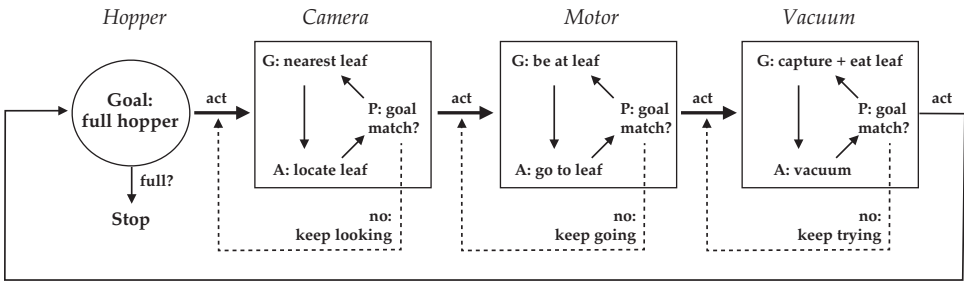 Hopper
Camera
Motor
Vacuum
Goal:
full hopper
full?
Stop
act
G: nearest leaf
P: goal
match?
A: locate leaf
no:
keep looking
act
G: be at leaf
P: goal
match?
A: go to leaf
no:
keep going
act
G: capture + eat leaf
P: goal
match?
A: vacuum
no:
keep trying
act